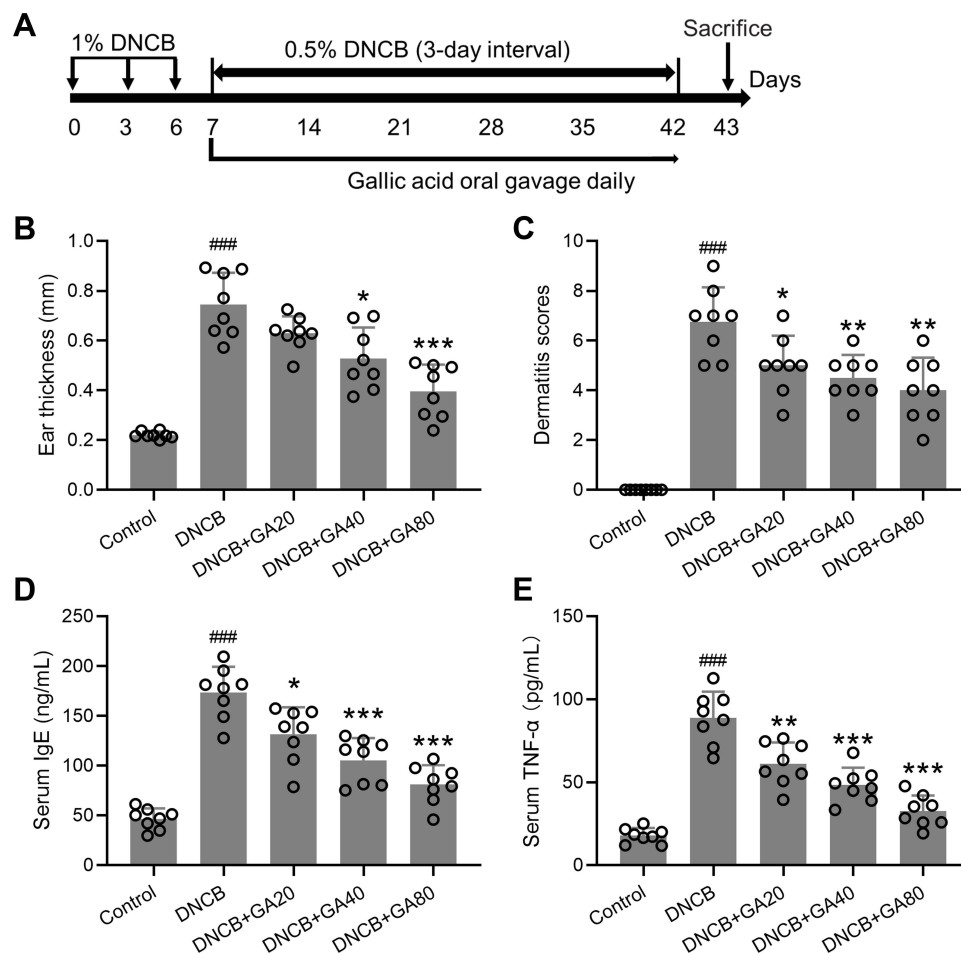 A
1% DNCB
0.5% DNCB (3-day interval)
Sacrifice
Days
0 3 6 7 14 21 28 35 42 43
Gallic acid oral gavage daily
B
Ear thickness (mm)
1.0
0.8
0.6
0.4
0.2
0.0
###
*
***
Control
DNCB
DNCB+GA20
DNCB+GA40
DNCB+GA80
C
Dermatitis scores
10
8
6
4
2
0
###
*
**
**
Control
DNCB
DNCB+GA20
DNCB+GA40
DNCB+GA80
D
Serum IgE (ng/mL)
250
200
150
100
50
0
###
*
***
***
Control
DNCB
DNCB+GA20
DNCB+GA40
DNCB+GA80
E
Serum TNF-α (pg/mL)
150
100
50
0
###
**
***
***
Control
DNCB
DNCB+GA20
DNCB+GA40
DNCB+GA80